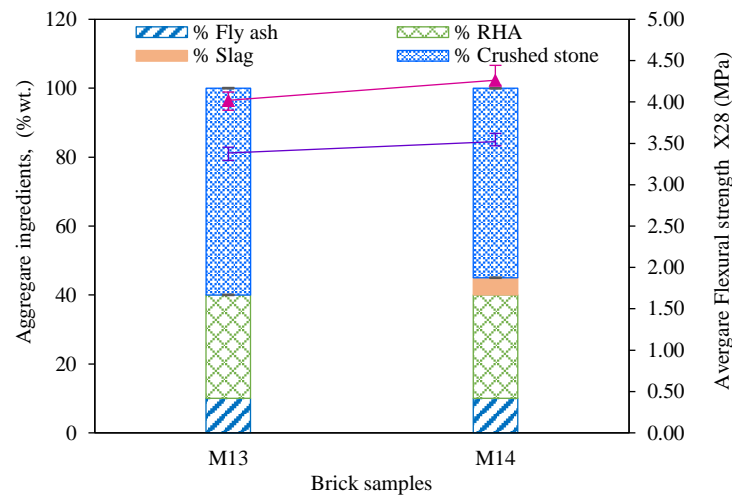 % Fly ash
% RHA
% Slag
% Crushed stone
120
100
80
60
40
20
0
Aggregare ingredients, (%wt.)
5.00
4.50
4.00
3.50
3.00
2.50
2.00
1.50
1.00
0.50
0.00
Avergare Flexural strength X28 (MPa)
M13
M14
Brick samples